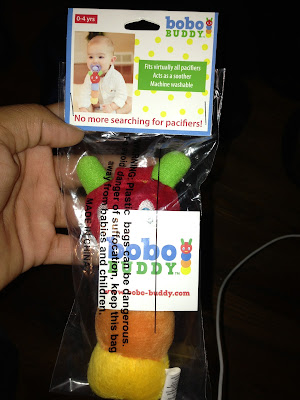 0-4 yrs
bobo
BUDDY™
Fits virtually all pacifiers
Acts as a soother
Machine washable
No more searching for pacifiers!
WARNING: Plastic bags can be dangerous.
To avoid danger of suffocation, keep this bag
away from babies and children.
MADE IN CHINA
bobo
BUDDY™
www.bobo-buddy.com